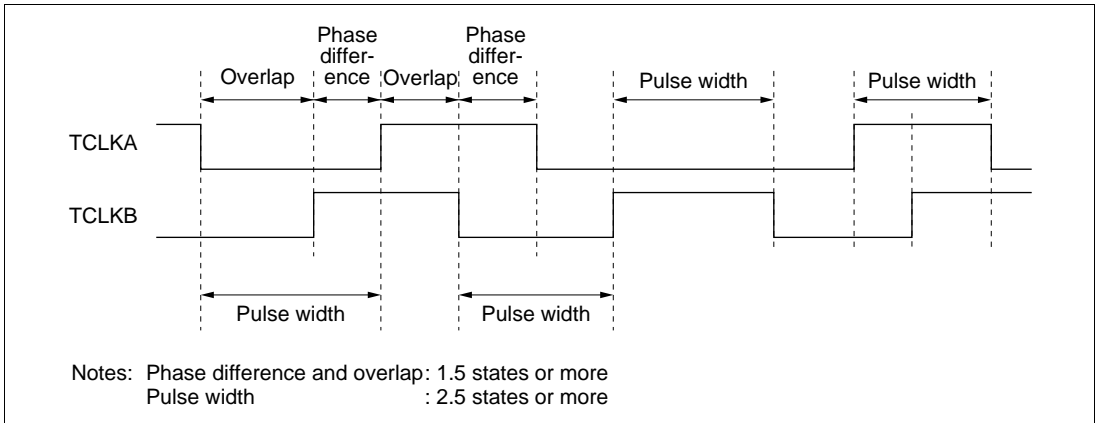 Phase
differ-
ence
Phase
differ-
ence
Overlap
Overlap
Pulse width
Pulse width
TCLKA
TCLKB
Pulse width
Pulse width
Notes: Phase difference and overlap : 1.5 states or more
Pulse width : 2.5 states or more